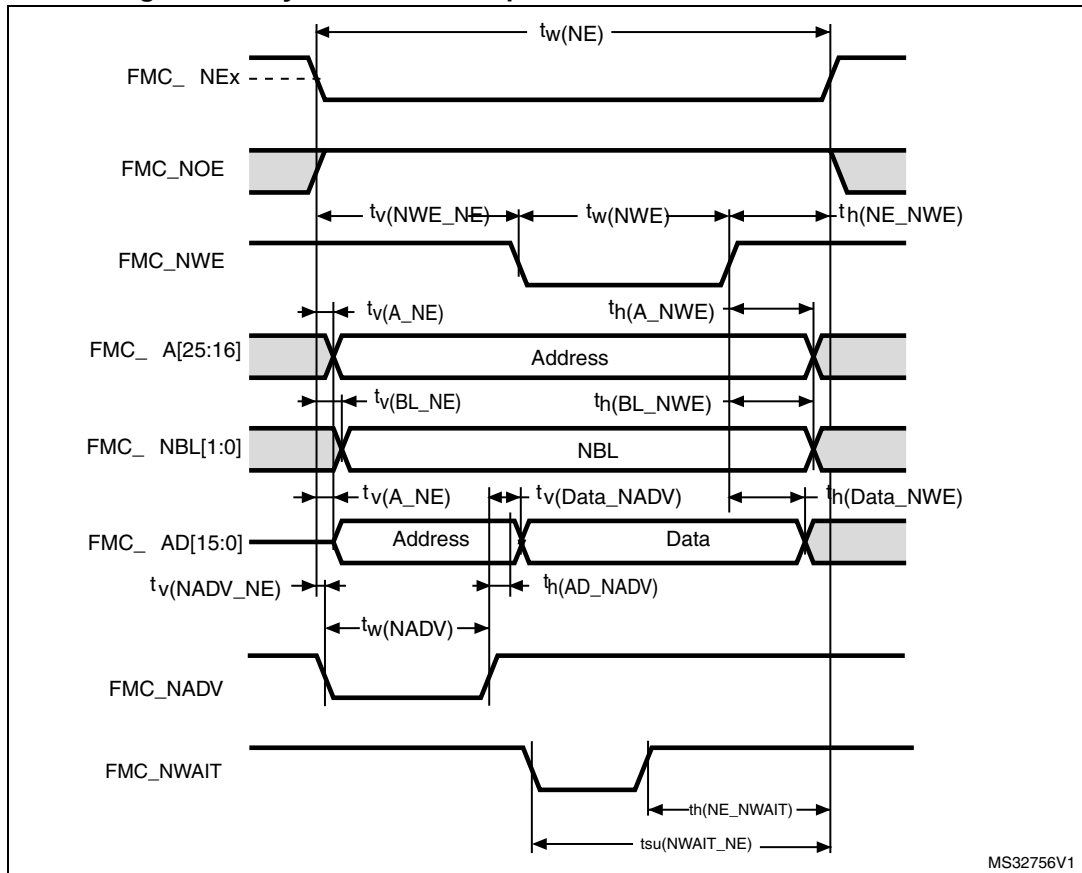 tw(NE)
FMC_ NEx
FMC_NOE
tv(NWE_NE) tw(NWE) th(NE_NWE)
FMC_NWE
tv(A_NE) th(A_NWE)
FMC_ A[25:16] Address
tv(BL_NE) th(BL_NWE)
FMC_ NBL[1:0] NBL
tv(A_NE) tv(Data_NADV) th(Data_NWE)
FMC_ AD[15:0] Address Data
tv(NADV_NE) th(AD_NADV)
tw(NADV)
FMC_NADV
FMC_NWAIT
th(NE_NWAIT)
tsu(NWAIT_NE)
MS32756V1